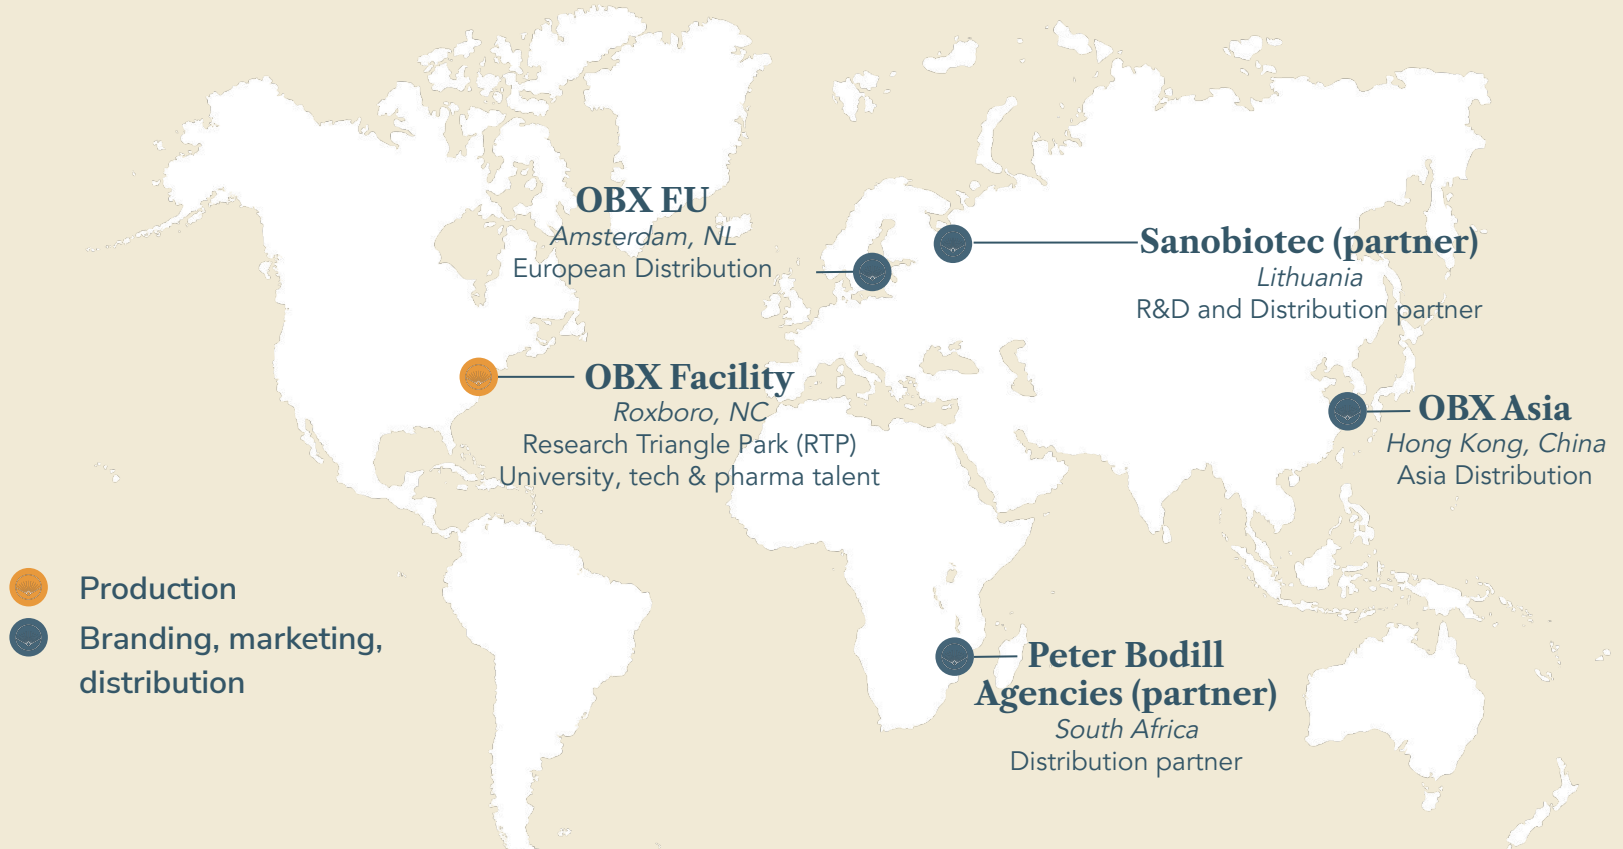 OBX EU
Amsterdam, NL
European Distribution
Sanobiotec (partner)
Lithuania
R&D and Distribution partner
OBX Facility
Roxboro, NC
Research Triangle Park (RTP)
University, tech & pharma talent
OBX Asia
Hong Kong, China
Asia Distribution
Production
Branding, marketing,
distribution
Peter Bodill
Agencies (partner)
South Africa
Distribution partner